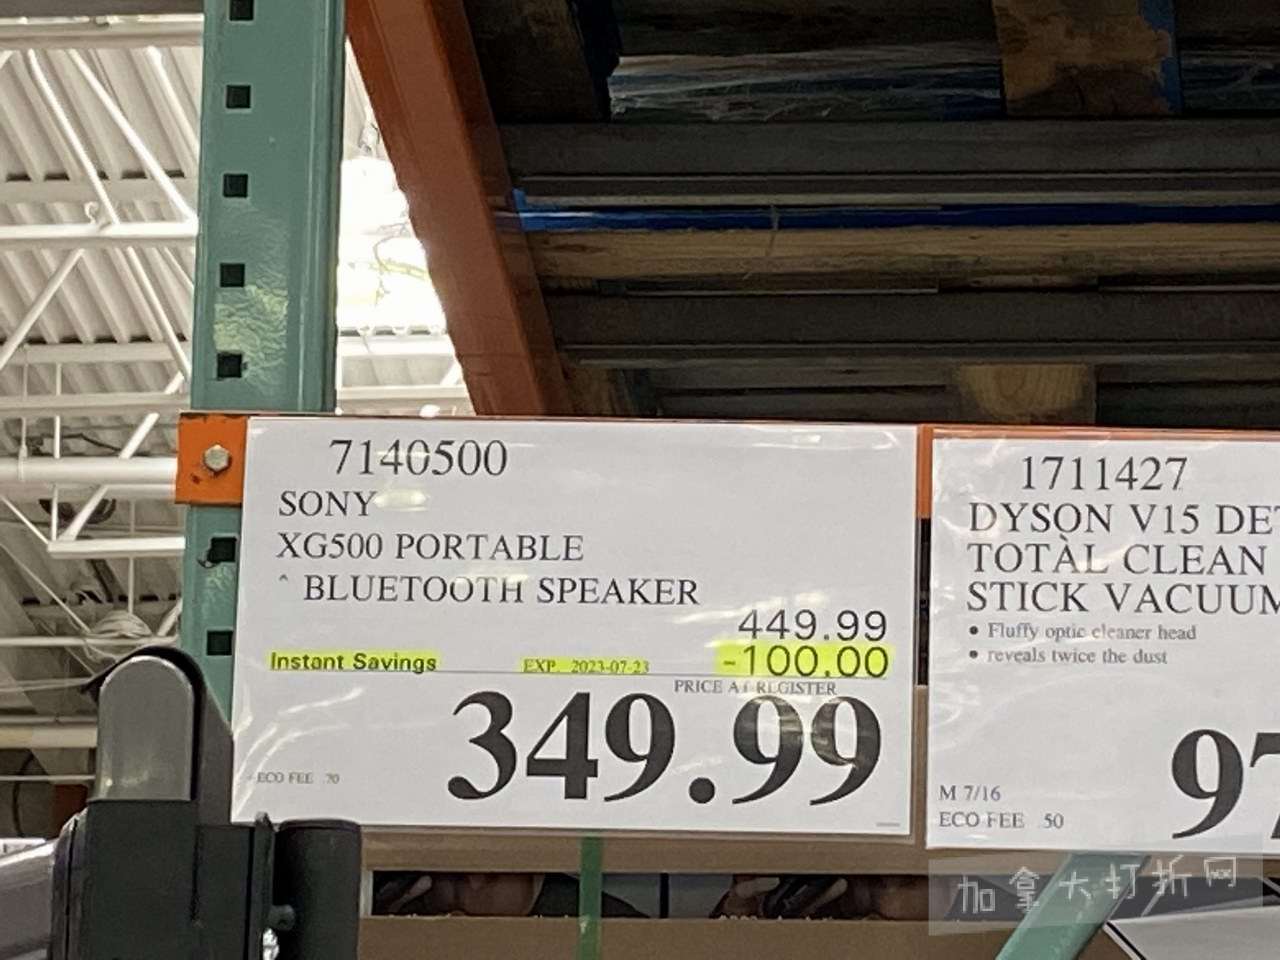 7140500
SONY
XG500 PORTABLE
^ BLUETOOTH SPEAKER
449.99
Instant Savings EXP. 2023-07-23 -100.00
PRICE AT REGISTER
349.99
ECO FEE .70
1711427
DYSON V15 DET
TOTAL CLEAN
STICK VACUUM
• Fluffy optic cleaner head
• reveals twice the dust
97
M 7/16
ECO FEE .50
加拿大打折网